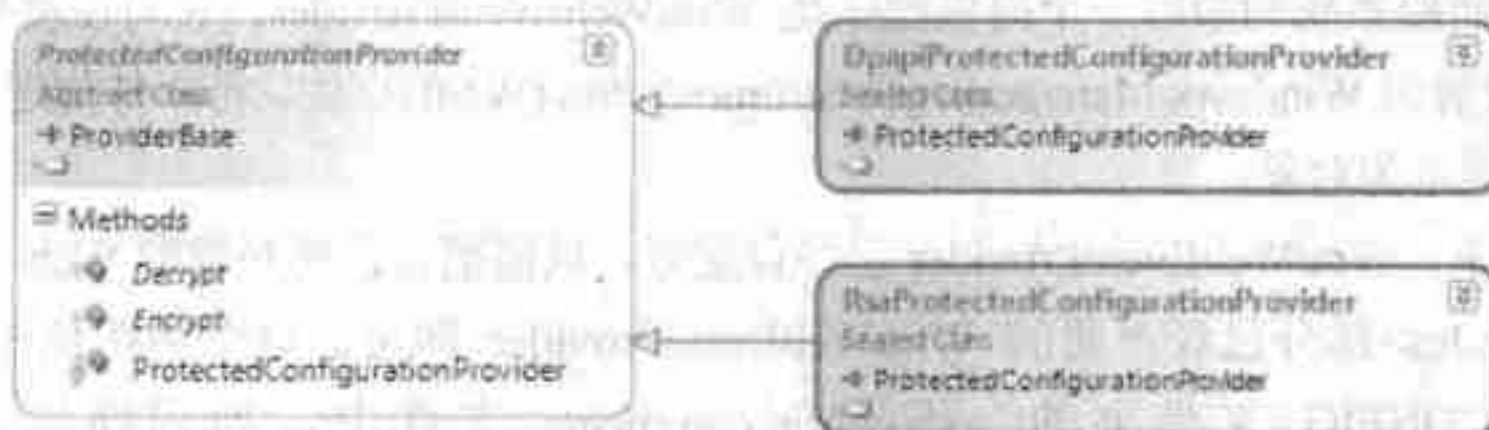 ProtectedConfigurationProvider
Abstract Class
ProviderBase
Methods
Decrypt
Encrypt
ProtectedConfigurationProvider
DpapiProtectedConfigurationProvider
Sealed Class
ProtectedConfigurationProvider
RsaProtectedConfigurationProvider
Sealed Class
ProtectedConfigurationProvider